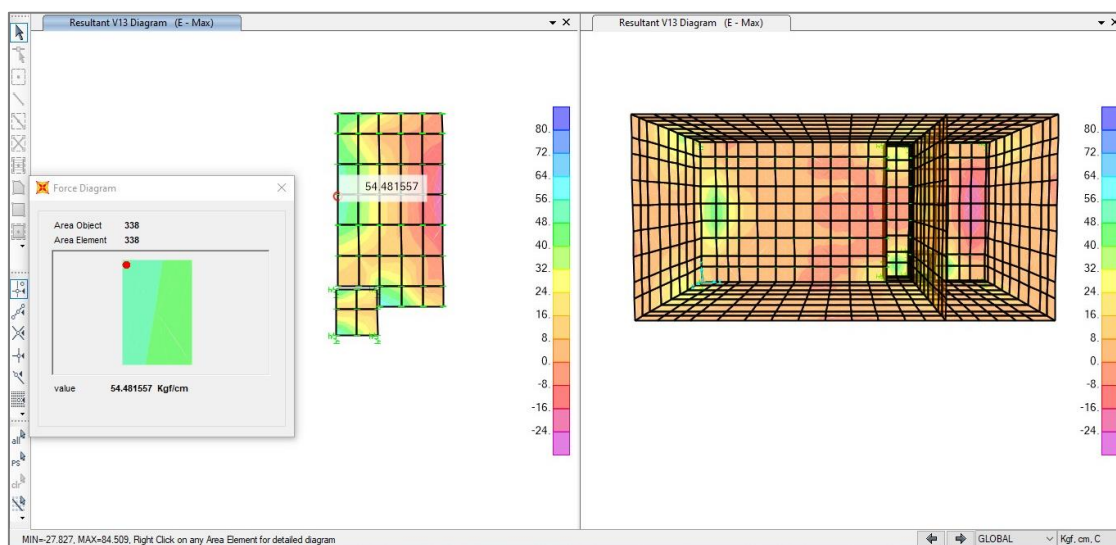 Resultant V13 Diagram (E - Max)
Resultant V13 Diagram (E - Max)
54.481557
80.
72.
64.
56.
48.
40.
32.
24.
16.
8.
0.
-8.
-16.
-24.
80.
72.
64.
56.
48.
40.
32.
24.
16.
8.
0.
-8.
-16.
-24.
Force Diagram
Area Object 338
Area Element 338
value 54.481557 Kgf/cm
all
PS
clr
MIN=-27.827, MAX=84.509, Right Click on any Area Element for detailed diagram
GLOBAL
Kgf, cm, C